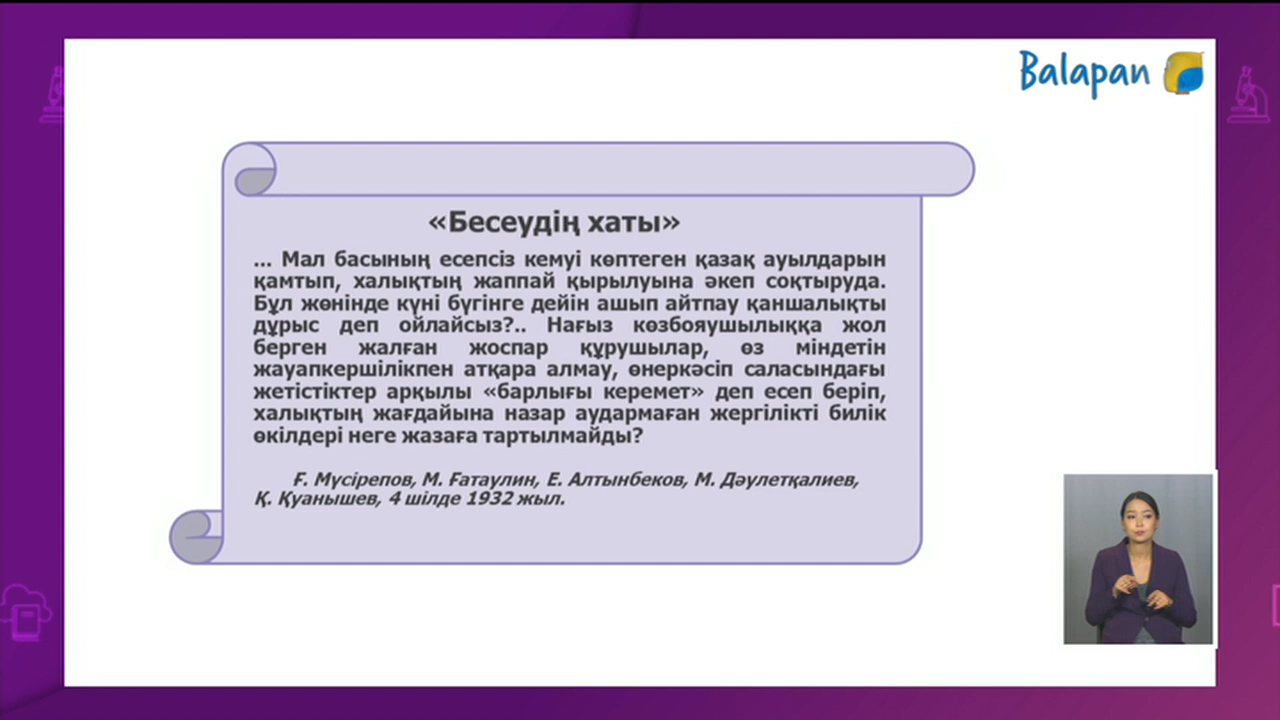 Balapan
«Бесеудің хаты»
... Мал басының есепсіз кемуі көптеген қазақ ауылдарын
қамтып, халықтың жаппай қырылуына әкеп соқтыруда.
Бұл жөнінде күні бүгінге дейін ашып айтпау қаншалықты
дұрыс деп ойлайсыз?.. Нағыз көзбояушылыққа жол
берген жалған жоспар құрушылар, өз міндетін
жауапкершілікпен атқара алмау, өнеркәсіп саласындағы
жетістіктер арқылы «барлығы керемет» деп есеп беріп,
халықтың жағдайына назар аудармаған жергілікті билік
өкілдері неге жазаға тартылмайды?
Ғ. Мүсірепов, М. Ғатаулин, Е. Алтынбеков, М. Дәулетқалиев,
Қ. Қуанышев, 4 шілде 1932 жыл.